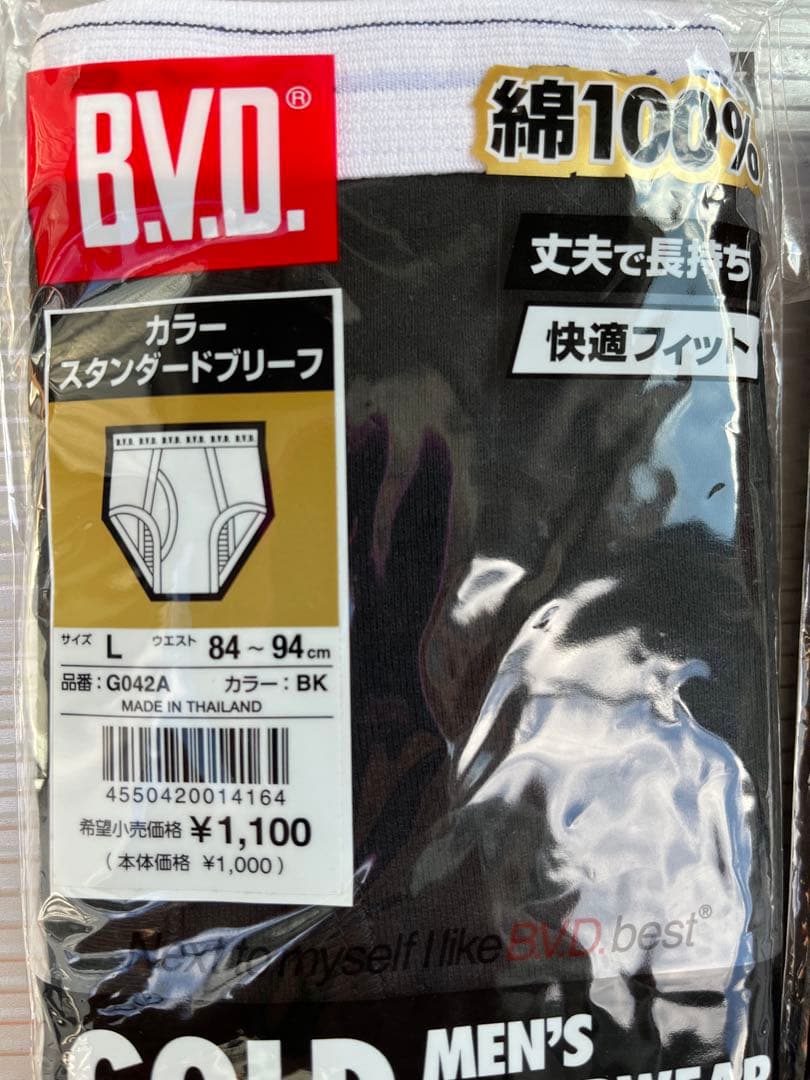 B.V.D.®
綿100%
丈夫で長持ち
快適フィット
カラー
スタンダードブリーフ
B.V.D. B.V.D. B.V.D. B.V.D. B.V.D. B.V.D.
サイズ L ウエスト 84~94cm
品番:G042A カラー:BK
MADE IN THAILAND
4550420014164
希望小売価格 ¥1,100
(本体価格 ¥1,000)
Next to myself I like B.V.D. best®
GOLD MEN'S